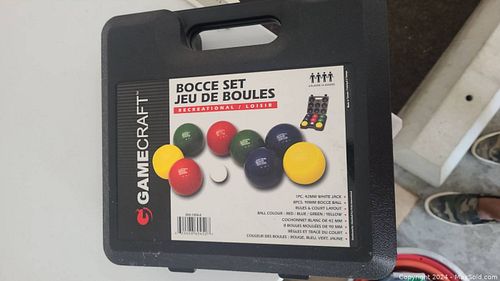 GAMECRAFT
BOCCE SET
JEU DE BOULES
RECREATIONAL / LOISIR
1PC. 42MM WHITE JACK
8PCS. 90MM BOCCE BALL
RULES & COURT LAYOUT
BALL COLOUR : RED / BLUE / GREEN / YELLOW
COCHONNET BLANC DE 42 MM
8 BOULES MOULÉES DE 90 MM
RÈGLES ET TRACÉ DU COURT
COULEUR DES BOULES : ROUGE, BLEU, VERT, JAUNE
Copyright © 2024 - MaxSold.com